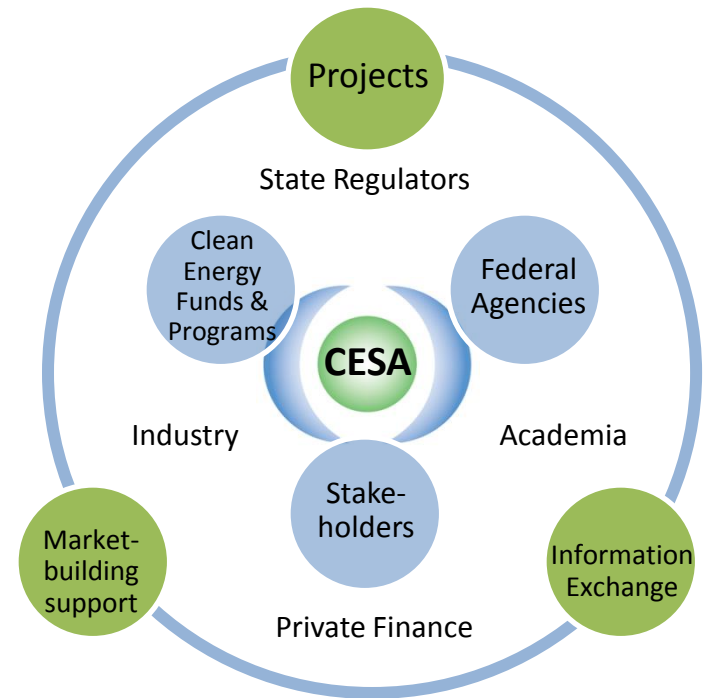 Projects
State Regulators
Clean
Energy
Funds &
Programs
Federal
Agencies
CESA
Industry
Academia
Stake-
holders
Market-
building
support
Information
Exchange
Private Finance